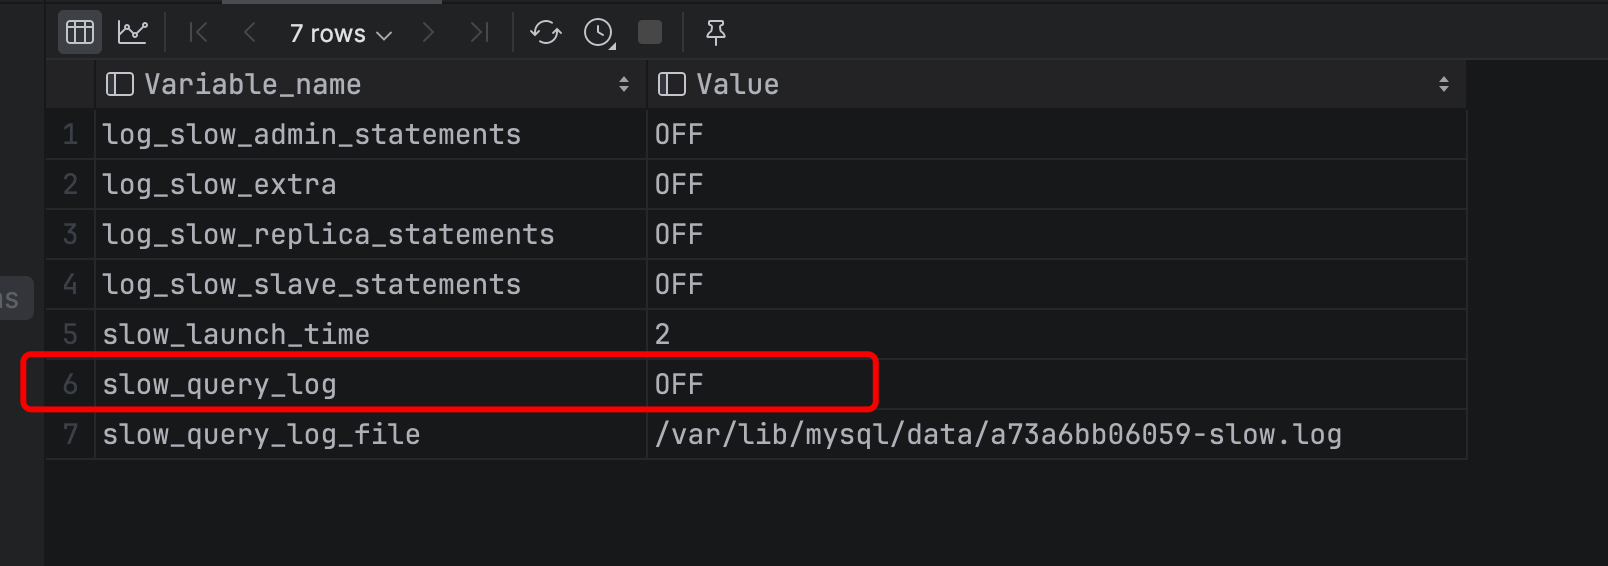 7 rows
Variable_name Value
1 log_slow_admin_statements OFF
2 log_slow_extra OFF
3 log_slow_replica_statements OFF
4 log_slow_slave_statements OFF
5 slow_launch_time 2
6 slow_query_log OFF
7 slow_query_log_file /var/lib/mysql/data/a73a6bb06059-slow.log